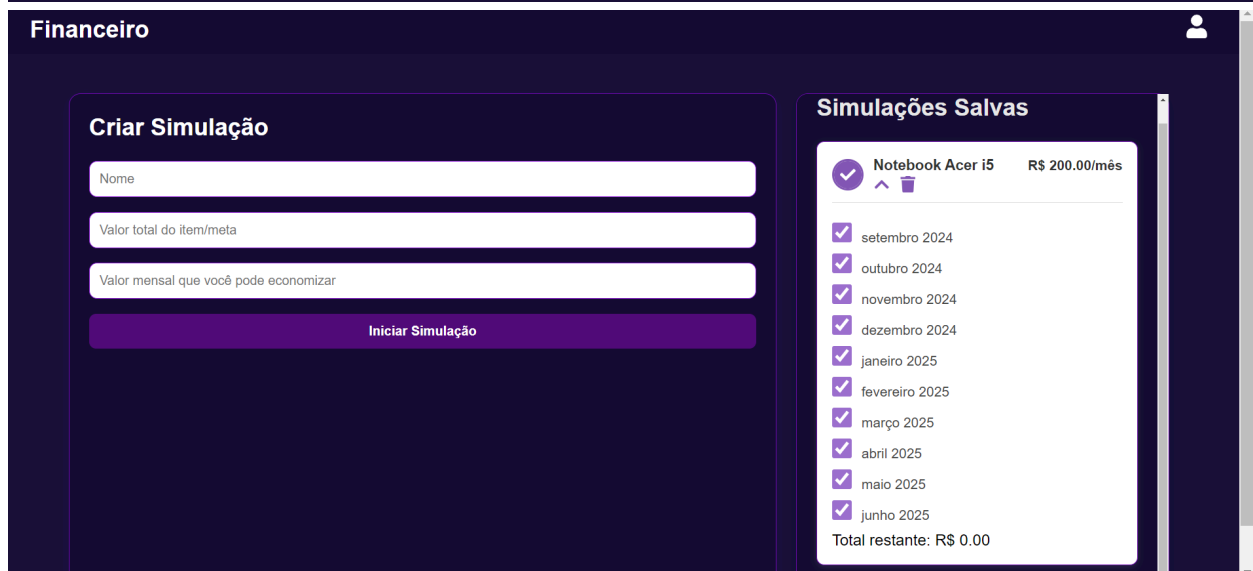 Financeiro
Criar Simulação
Nome
Valor total do item/meta
Valor mensal que você pode economizar
Iniciar Simulação
Simulações Salvas
Notebook Acer i5
R$ 200.00/mês
setembro 2024
outubro 2024
novembro 2024
dezembro 2024
janeiro 2025
fevereiro 2025
março 2025
abril 2025
maio 2025
junho 2025
Total restante: R$ 0.00